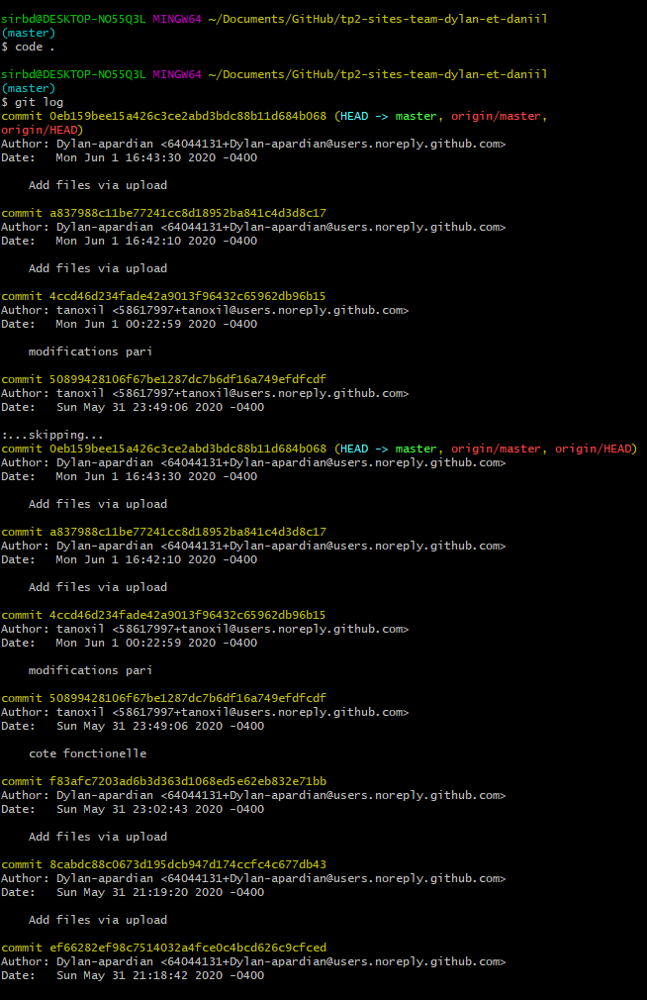 sirbd@DESKTOP-NO55Q3L MINGW64 ~/Documents/GitHub/tp2-sites-team-dylan-et-daniil
(master)
$ code .
sirbd@DESKTOP-NO55Q3L MINGW64 ~/Documents/GitHub/tp2-sites-team-dylan-et-daniil
(master)
$ git log
commit 0eb159bee15a426c3ce2abd3bdc88b11d684b068 (HEAD -> master, origin/master,
origin/HEAD)
Author: Dylan-apardian <64044131+Dylan-apardian@users.noreply.github.com>
Date:   Mon Jun 1 16:43:30 2020 -0400
    Add files via upload
commit a837988c11be77241cc8d18952ba841c4d3d8c17
Author: Dylan-apardian <64044131+Dylan-apardian@users.noreply.github.com>
Date:   Mon Jun 1 16:42:10 2020 -0400
    Add files via upload
commit 4ccd46d234fade42a9013f96432c65962db96b15
Author: tanoxil <58617997+tanoxil@users.noreply.github.com>
Date:   Mon Jun 1 00:22:59 2020 -0400
    modifications pari
commit 50899428106f67be1287dc7b6df16a749efdfcdf
Author: tanoxil <58617997+tanoxil@users.noreply.github.com>
Date:   Sun May 31 23:49:06 2020 -0400
:...skipping...
commit 0eb159bee15a426c3ce2abd3bdc88b11d684b068 (HEAD -> master, origin/master, origin/HEAD)
Author: Dylan-apardian <64044131+Dylan-apardian@users.noreply.github.com>
Date:   Mon Jun 1 16:43:30 2020 -0400
    Add files via upload
commit a837988c11be77241cc8d18952ba841c4d3d8c17
Author: Dylan-apardian <64044131+Dylan-apardian@users.noreply.github.com>
Date:   Mon Jun 1 16:42:10 2020 -0400
    Add files via upload
commit 4ccd46d234fade42a9013f96432c65962db96b15
Author: tanoxil <58617997+tanoxil@users.noreply.github.com>
Date:   Mon Jun 1 00:22:59 2020 -0400
    modifications pari
commit 50899428106f67be1287dc7b6df16a749efdfcdf
Author: tanoxil <58617997+tanoxil@users.noreply.github.com>
Date:   Sun May 31 23:49:06 2020 -0400
    cote fonctionelle
commit f83afc7203ad6b3d363d1068ed5e62eb832e71bb
Author: Dylan-apardian <64044131+Dylan-apardian@users.noreply.github.com>
Date:   Sun May 31 23:02:43 2020 -0400
    Add files via upload
commit 8cabdc88c0673d195dcb947d174ccfc4c677db43
Author: Dylan-apardian <64044131+Dylan-apardian@users.noreply.github.com>
Date:   Sun May 31 21:19:20 2020 -0400
    Add files via upload
commit ef66282ef98c7514032a4fce0c4bcd626c9cfced
Author: Dylan-apardian <64044131+Dylan-apardian@users.noreply.github.com>
Date:   Sun May 31 21:18:42 2020 -0400